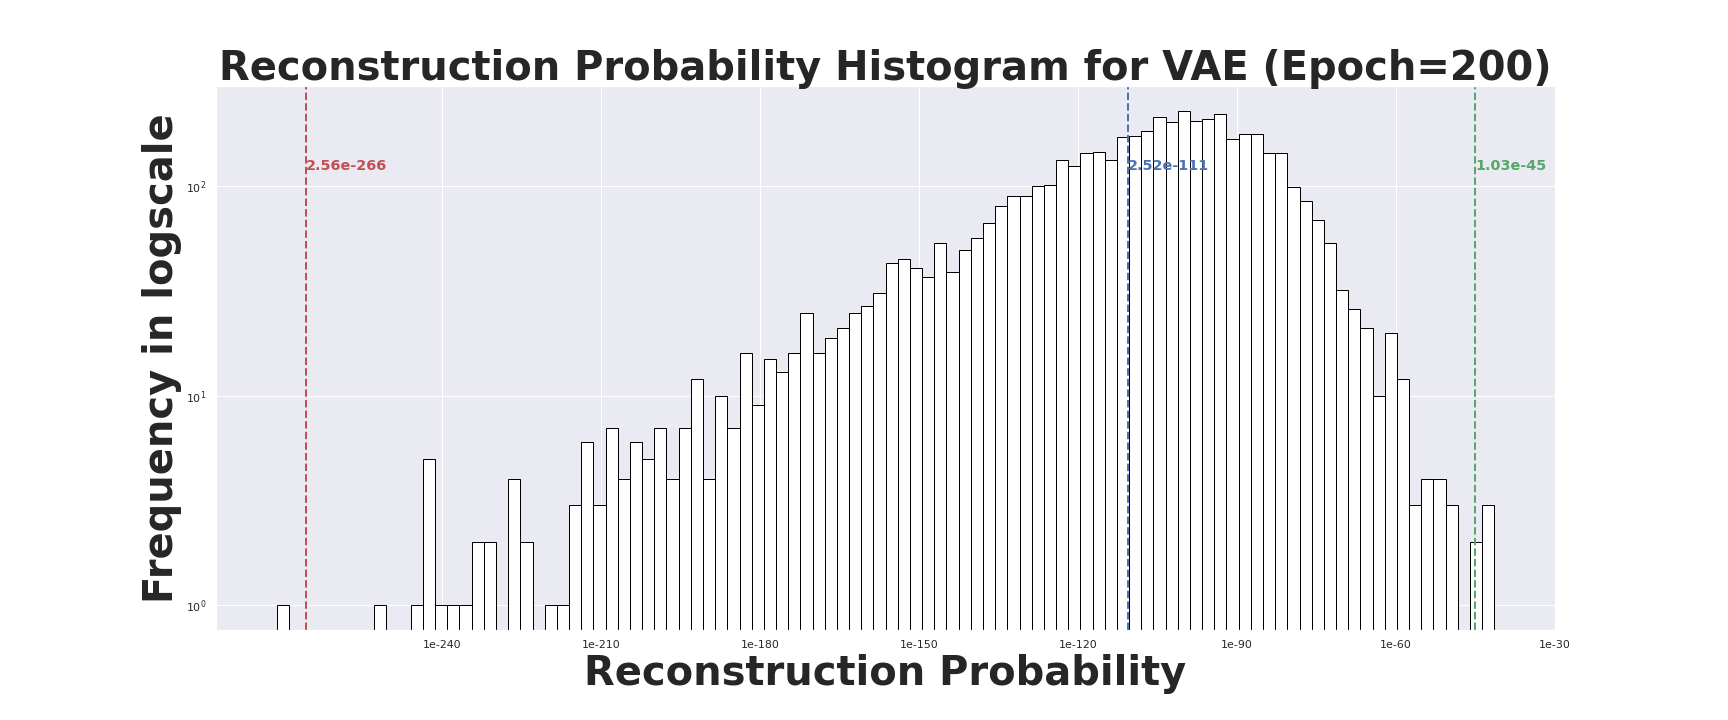 Reconstruction Probability Histogram for VAE (Epoch=200)
Frequency in logscale
10²
10¹
10⁰
2.56e-266
2.52e-111
1.03e-45
1e-240
1e-210
1e-180
1e-150
1e-120
1e-90
1e-60
1e-30
Reconstruction Probability